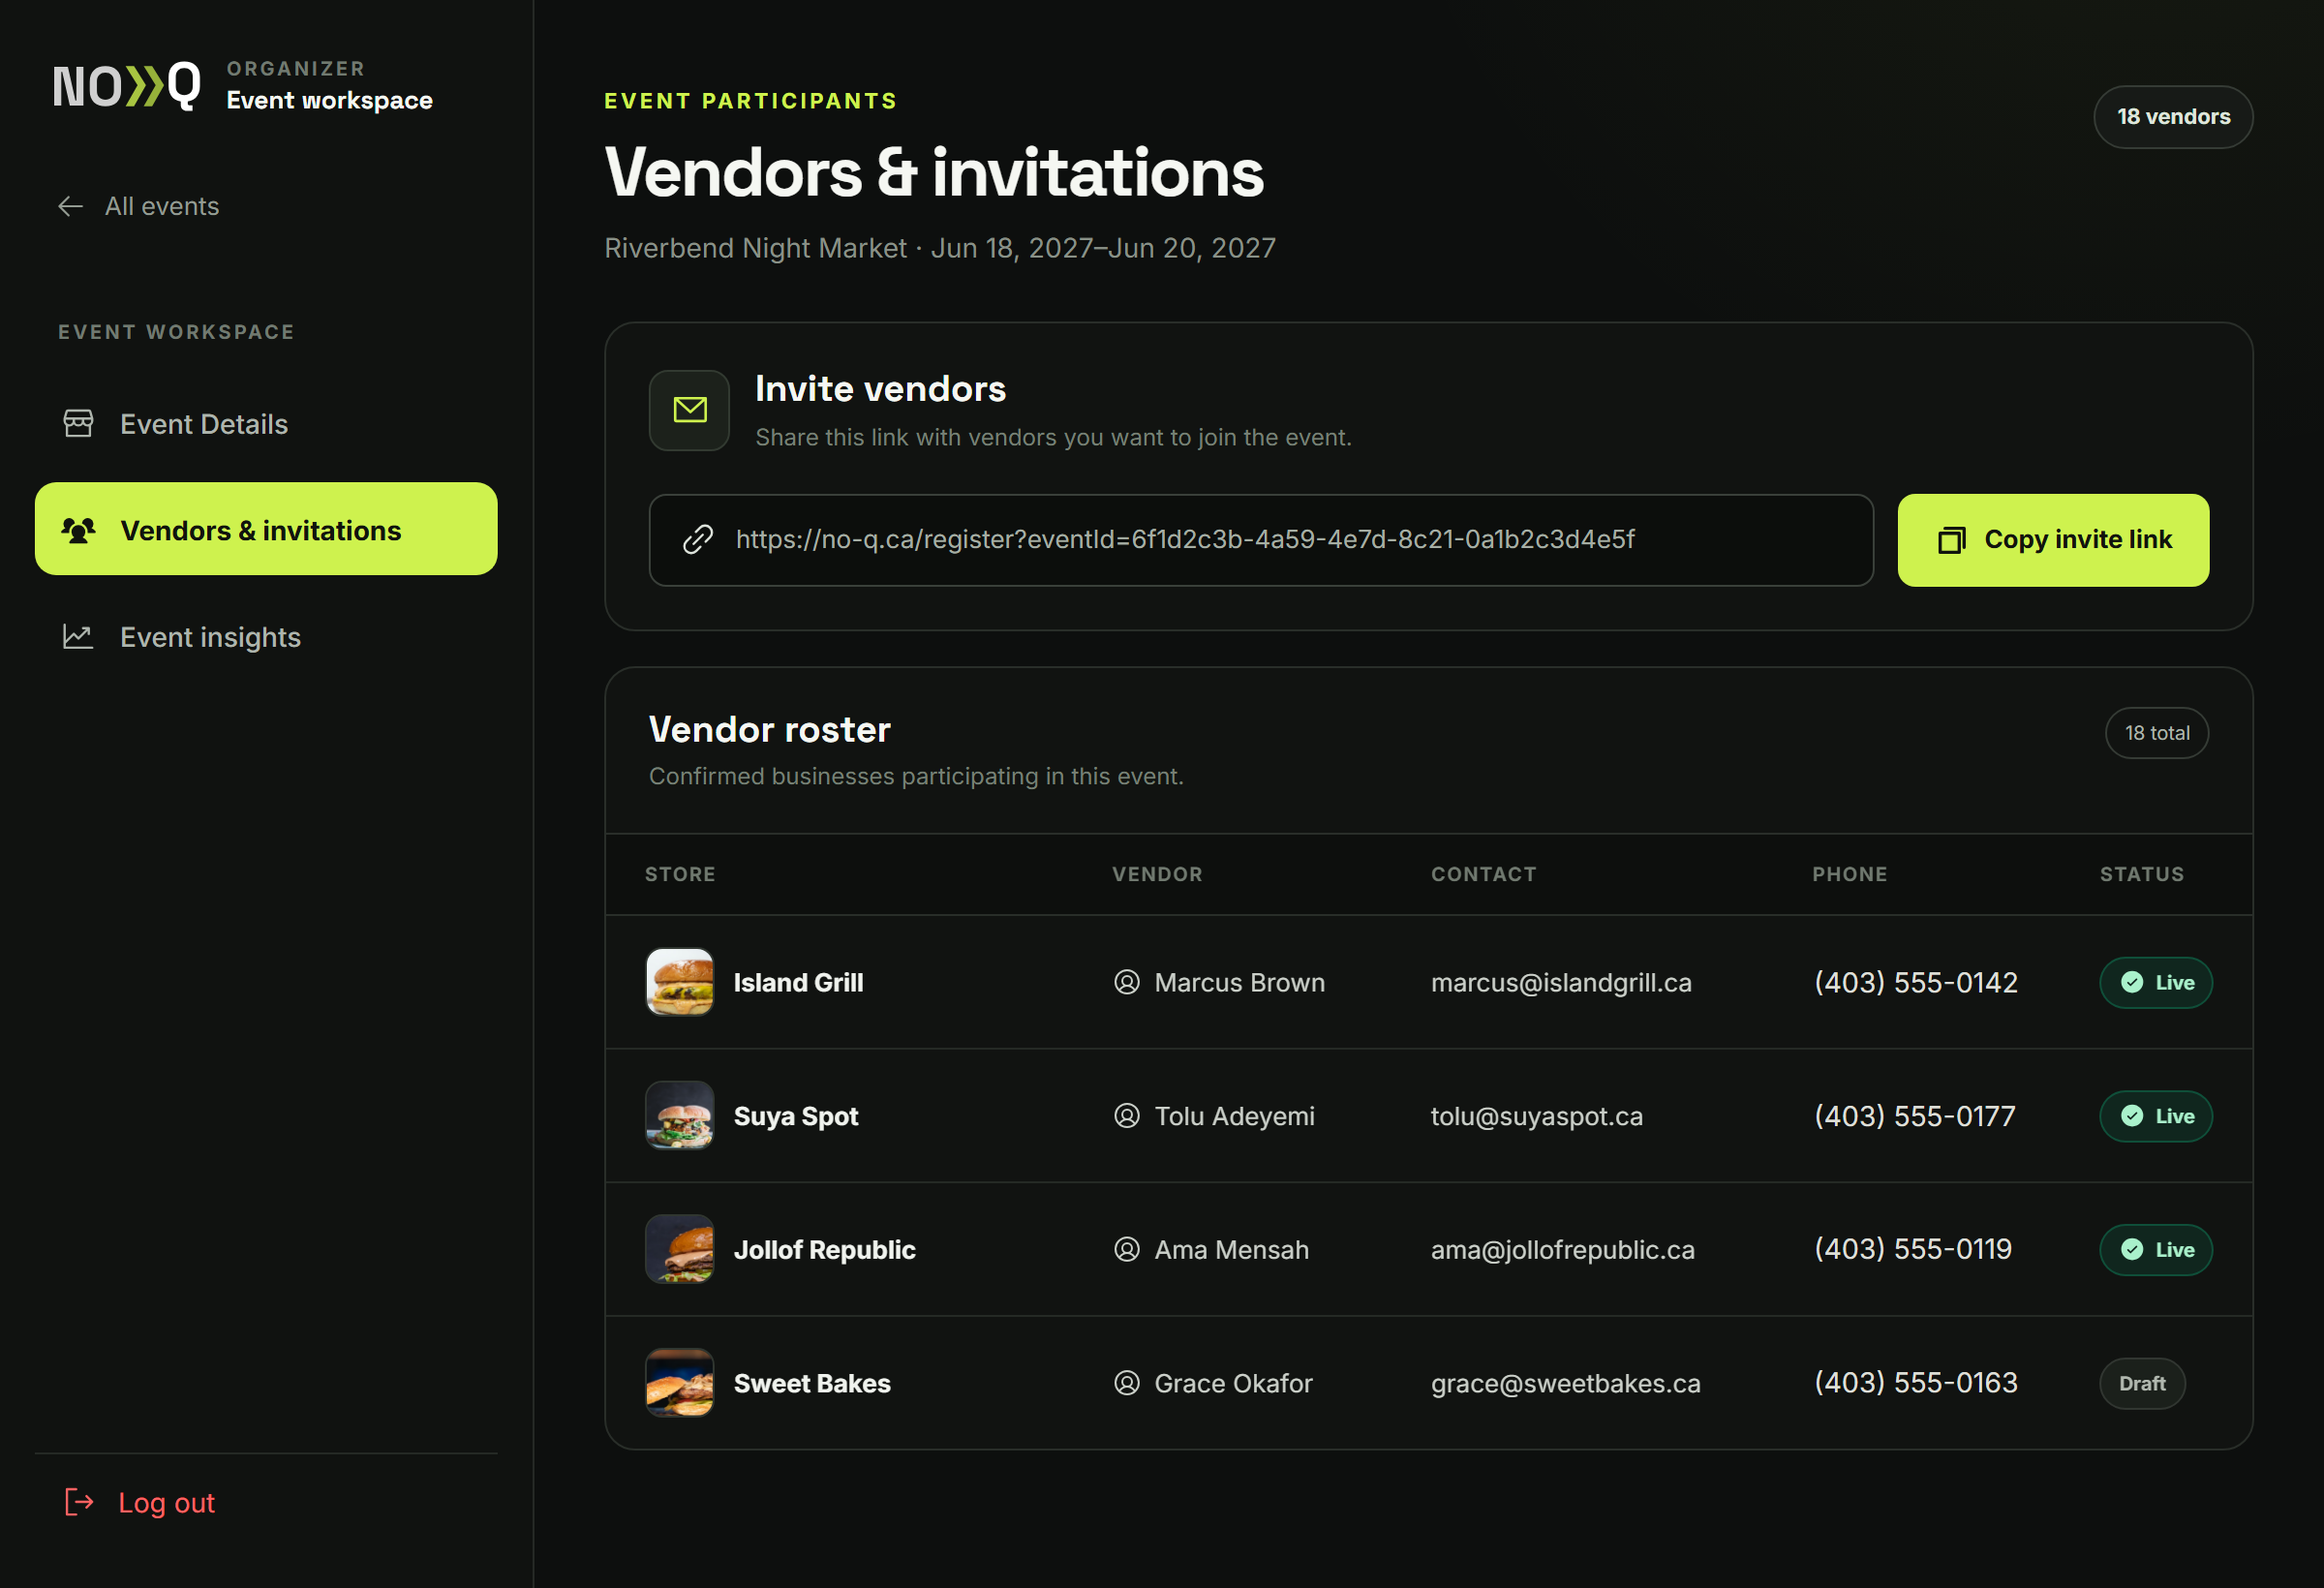 NO»Q
ORGANIZER
Event workspace
All events
EVENT WORKSPACE
Event Details
Vendors & invitations
Event insights
Log out
EVENT PARTICIPANTS
18 vendors
Vendors & invitations
Riverbend Night Market · Jun 18, 2027–Jun 20, 2027
Invite vendors
Share this link with vendors you want to join the event.
https://no-q.ca/register?eventId=6f1d2c3b-4a59-4e7d-8c21-0a1b2c3d4e5f
Copy invite link
Vendor roster
18 total
Confirmed businesses participating in this event.
STORE VENDOR CONTACT PHONE STATUS
Island Grill Marcus Brown marcus@islandgrill.ca (403) 555-0142 Live
Suya Spot Tolu Adeyemi tolu@suyaspot.ca (403) 555-0177 Live
Jollof Republic Ama Mensah ama@jollofrepublic.ca (403) 555-0119 Live
Sweet Bakes Grace Okafor grace@sweetbakes.ca (403) 555-0163 Draft